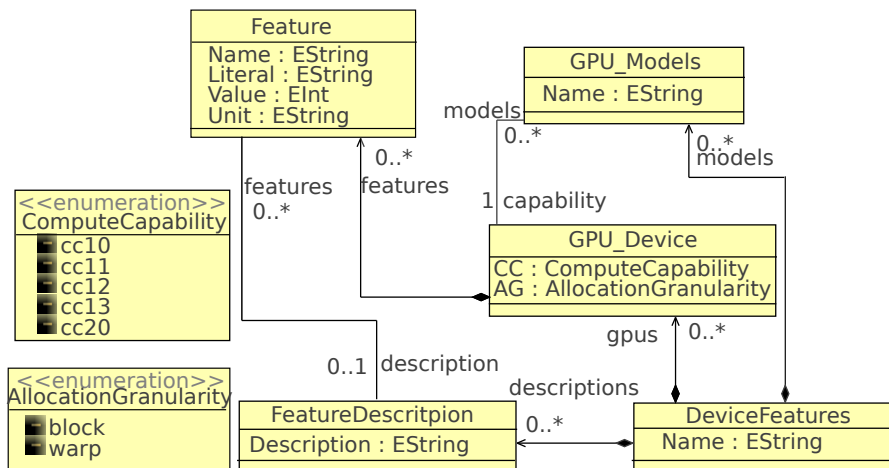 Feature
Name : EString
Literal : EString
Value : EInt
Unit : EString
GPU_Models
Name : EString
models
0..*
0..*
models
0..*
features
features
0..*
1 capability
<<enumeration>>
ComputeCapability
cc10
cc11
cc12
cc13
cc20
GPU_Device
CC : ComputeCapability
AG : AllocationGranularity
gpus
0..*
0..1
description
descriptions
0..*
<<enumeration>>
AllocationGranularity
block
warp
FeatureDescritpion
Description : EString
DeviceFeatures
Name : EString